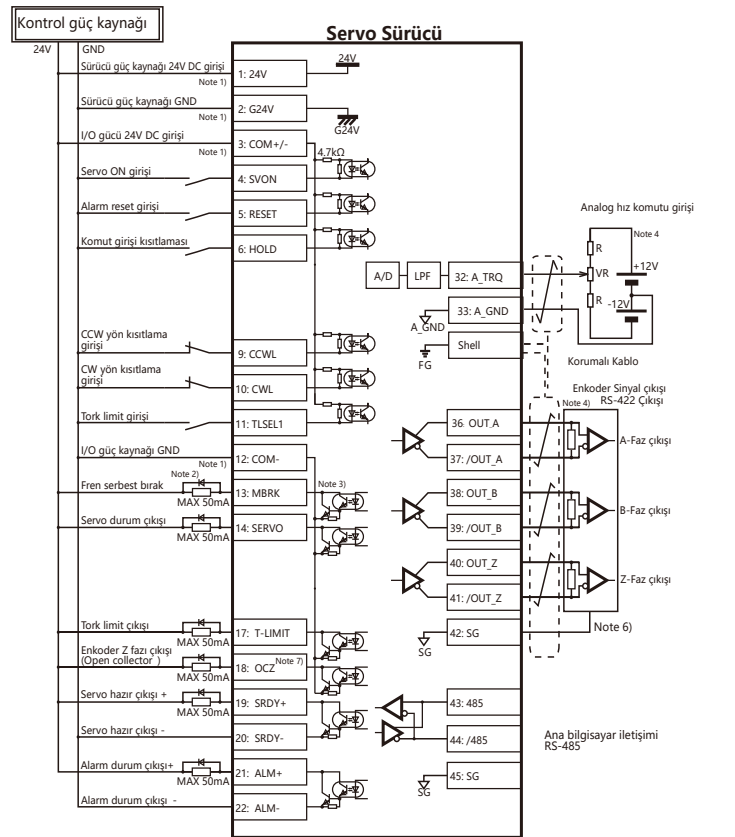 Kontrol güç kaynağı
Servo Sürücü
24V
GND
24V
Sürücü güç kaynağı 24V DC girişi
Note 1)
1: 24V
Sürücü güç kaynağı GND
Note 1)
2: G24V
G24V
I/O gücü 24V DC girişi
Note 1)
3: COM+/-
4.7kΩ
Servo ON girişi
4: SVON
Alarm reset girişi
5: RESET
Komut girişi kısıtlaması
6: HOLD
Analog hız komutu girişi
Note 4
R
VR
R
+12V
-12V
A/D
LPF
32: A_TRQ
33: A_GND
A_GND
Shell
FG
Korumalı Kablo
CCW yön kısıtlama
girişi
9: CCWL
CW yön kısıtlama
girişi
10: CWL
Tork limit girişi
11: TLSEL1
I/O güç kaynağı GND
Note 1)
12: COM-
Note 2)
Fren serbest bırak
MAX 50mA
13: MBRK
Note 3)
Servo durum çıkışı
MAX 50mA
14: SERVO
Enkoder Sinyal çıkışı
RS-422 Çıkışı
Note 4)
36: OUT_A
37: /OUT_A
A-Faz çıkışı
38: OUT_B
39: /OUT_B
B-Faz çıkışı
40: OUT_Z
41: /OUT_Z
Z-Faz çıkışı
42: SG
SG
Note 6)
Tork limit çıkışı
MAX 50mA
17: T-LIMIT
Enkoder Z fazı çıkışı
(Open collector )
MAX 50mA
18: OCZ Note 7)
Servo hazır çıkışı +
MAX 50mA
19: SRDY+
Servo hazır çıkışı -
20: SRDY-
43: 485
44: /485
Ana bilgisayar iletişimi
RS-485
Alarm durum çıkışı+
MAX 50mA
21: ALM+
45: SG
SG
Alarm durum çıkışı -
22: ALM-